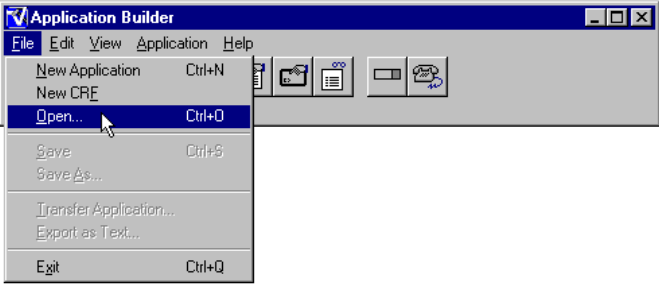 Application Builder
File Edit View Application Help
New Application Ctrl+N
New CRF
Open... Ctrl+O
Save Ctrl+S
Save As...
Transfer Application...
Export as Text...
Exit Ctrl+Q